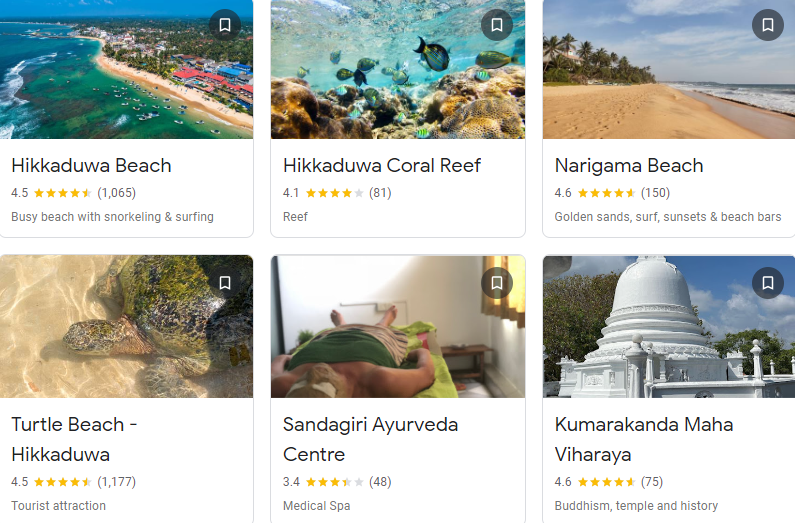 Hikkaduwa Beach
4.5 (1,065)
Busy beach with snorkeling & surfing
Hikkaduwa Coral Reef
4.1 (81)
Reef
Narigama Beach
4.6 (150)
Golden sands, surf, sunsets & beach bars
Turtle Beach -
Hikkaduwa
4.5 (1,177)
Tourist attraction
Sandagiri Ayurveda
Centre
3.4 (48)
Medical Spa
Kumarakanda Maha
Viharaya
4.6 (75)
Buddhism, temple and history